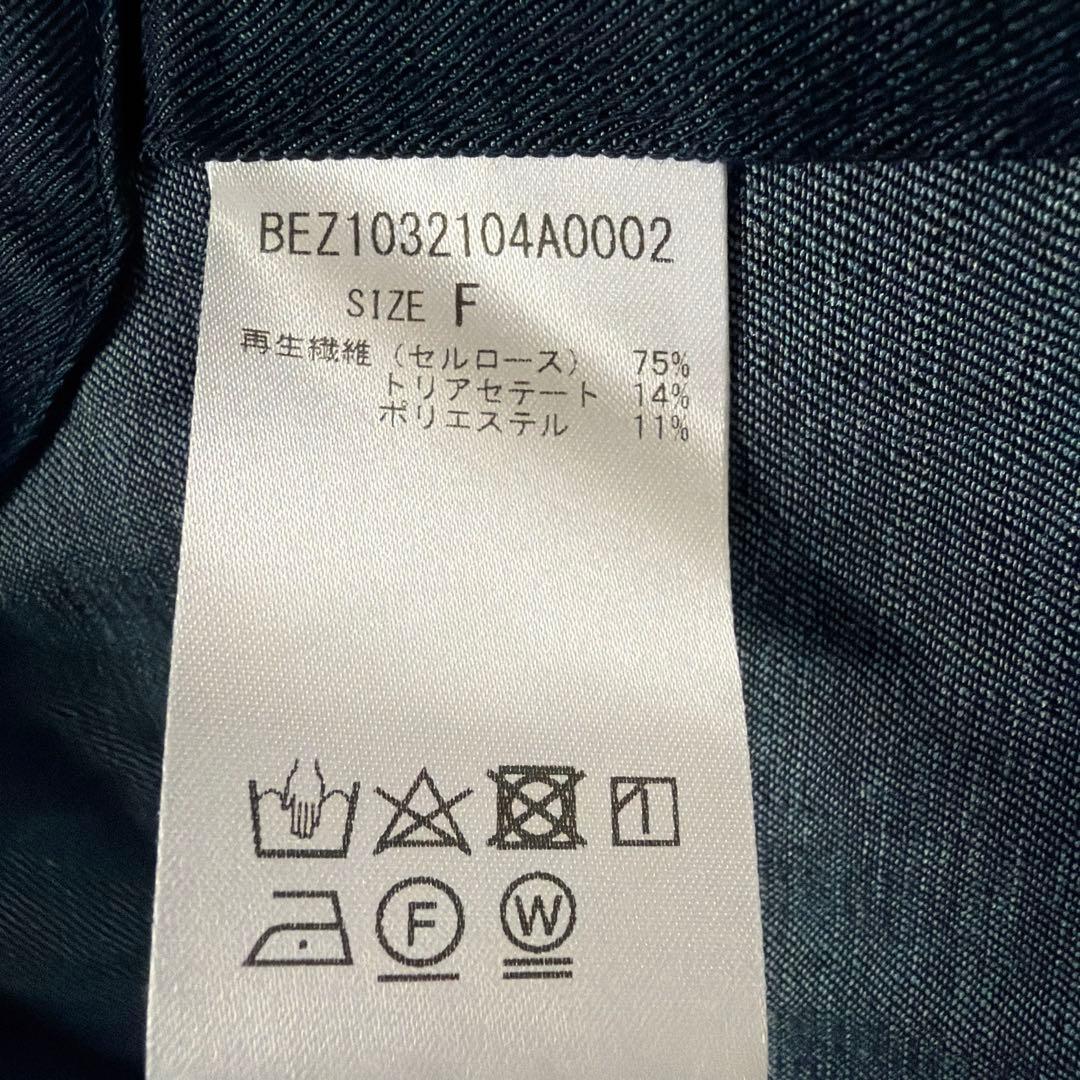 BEZ1032104A0002
SIZE F
再生繊維（セルロース） 75%
トリアセテート 14%
ポリエステル 11%
F W